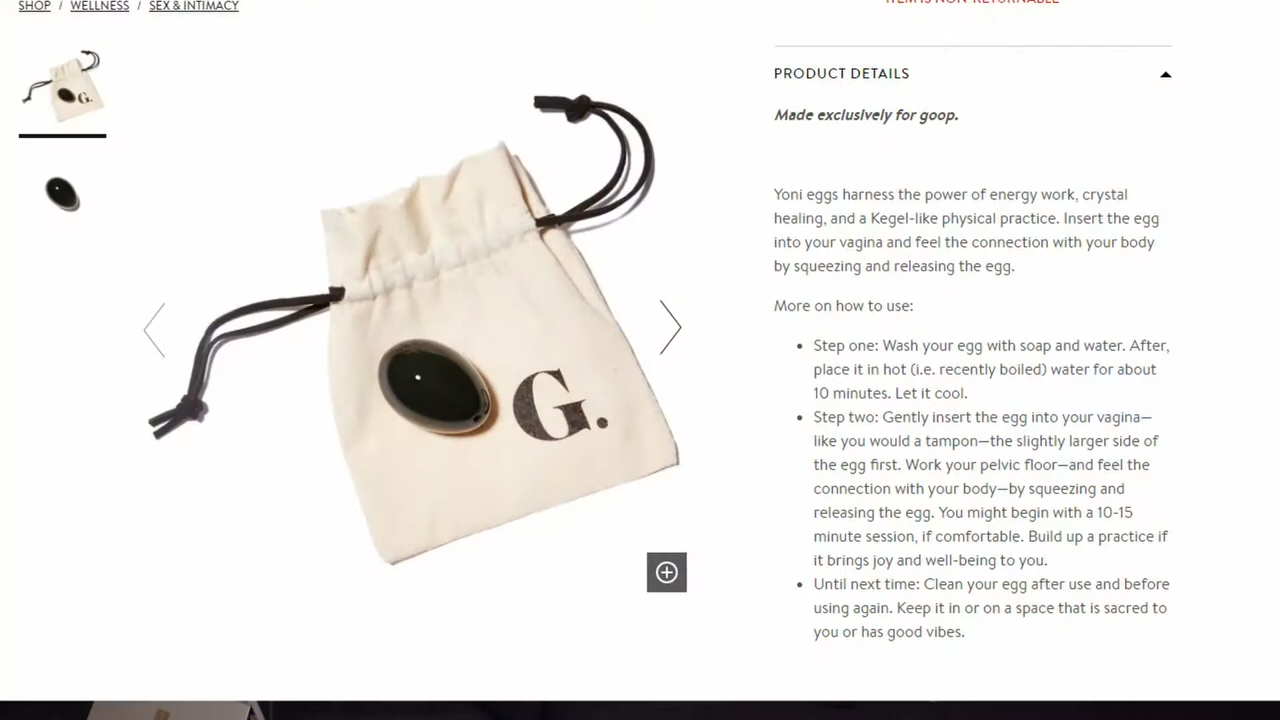 SHOP / WELLNESS / SEX & INTIMACY
ITEM IS NON-RETURNABLE
PRODUCT DETAILS
Made exclusively for goop.
Yoni eggs harness the power of energy work, crystal
healing, and a Kegel-like physical practice. Insert the egg
into your vagina and feel the connection with your body
by squeezing and releasing the egg.
More on how to use:
• Step one: Wash your egg with soap and water. After,
place it in hot (i.e. recently boiled) water for about
10 minutes. Let it cool.
• Step two: Gently insert the egg into your vagina—
like you would a tampon—the slightly larger side of
the egg first. Work your pelvic floor—and feel the
connection with your body—by squeezing and
releasing the egg. You might begin with a 10-15
minute session, if comfortable. Build up a practice if
it brings joy and well-being to you.
• Until next time: Clean your egg after use and before
using again. Keep it in or on a space that is sacred to
you or has good vibes.
G.
G.